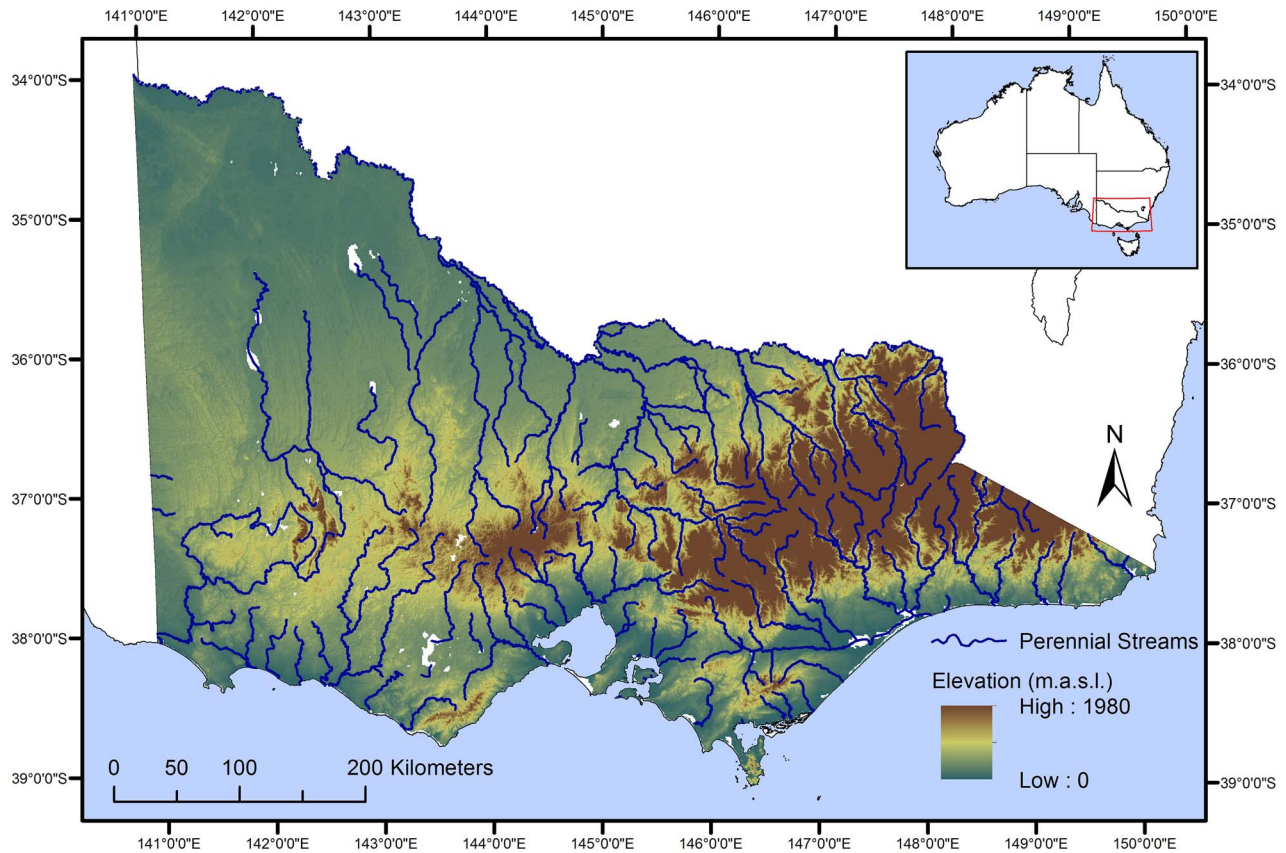 141°0'0"E 142°0'0"E 143°0'0"E 144°0'0"E 145°0'0"E 146°0'0"E 147°0'0"E 148°0'0"E 149°0'0"E 150°0'0"E
34°0'0"S 34°0'0"S
35°0'0"S 35°0'0"S
36°0'0"S 36°0'0"S
N
37°0'0"S 37°0'0"S
38°0'0"S 38°0'0"S
Perennial Streams
Elevation (m.a.s.l.)
High : 1980
Low : 0
0 50 100 200 Kilometers
39°0'0"S 39°0'0"S
141°0'0"E 142°0'0"E 143°0'0"E 144°0'0"E 145°0'0"E 146°0'0"E 147°0'0"E 148°0'0"E 149°0'0"E 150°0'0"E